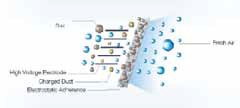 Dust
Fresh Air
High Voltage Electrode
Charged Dust
Electrostatic Adherence